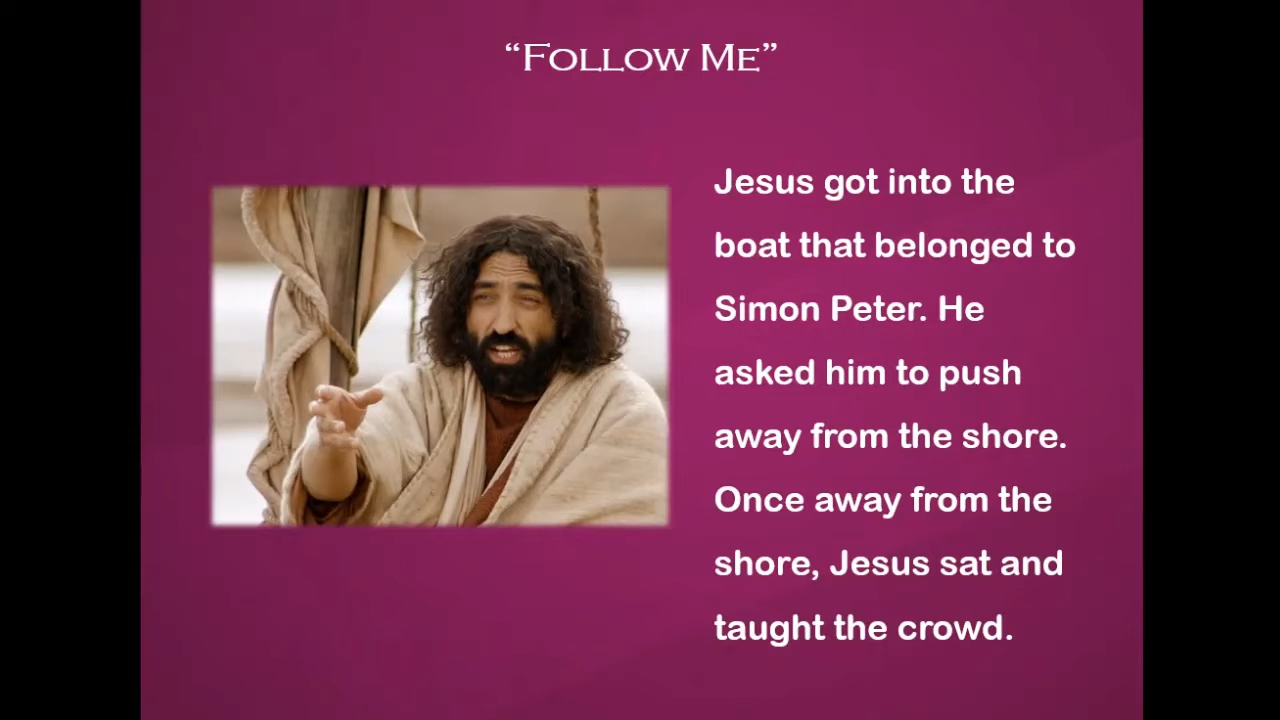 “Follow Me”
Jesus got into the
boat that belonged to
Simon Peter. He
asked him to push
away from the shore.
Once away from the
shore, Jesus sat and
taught the crowd.